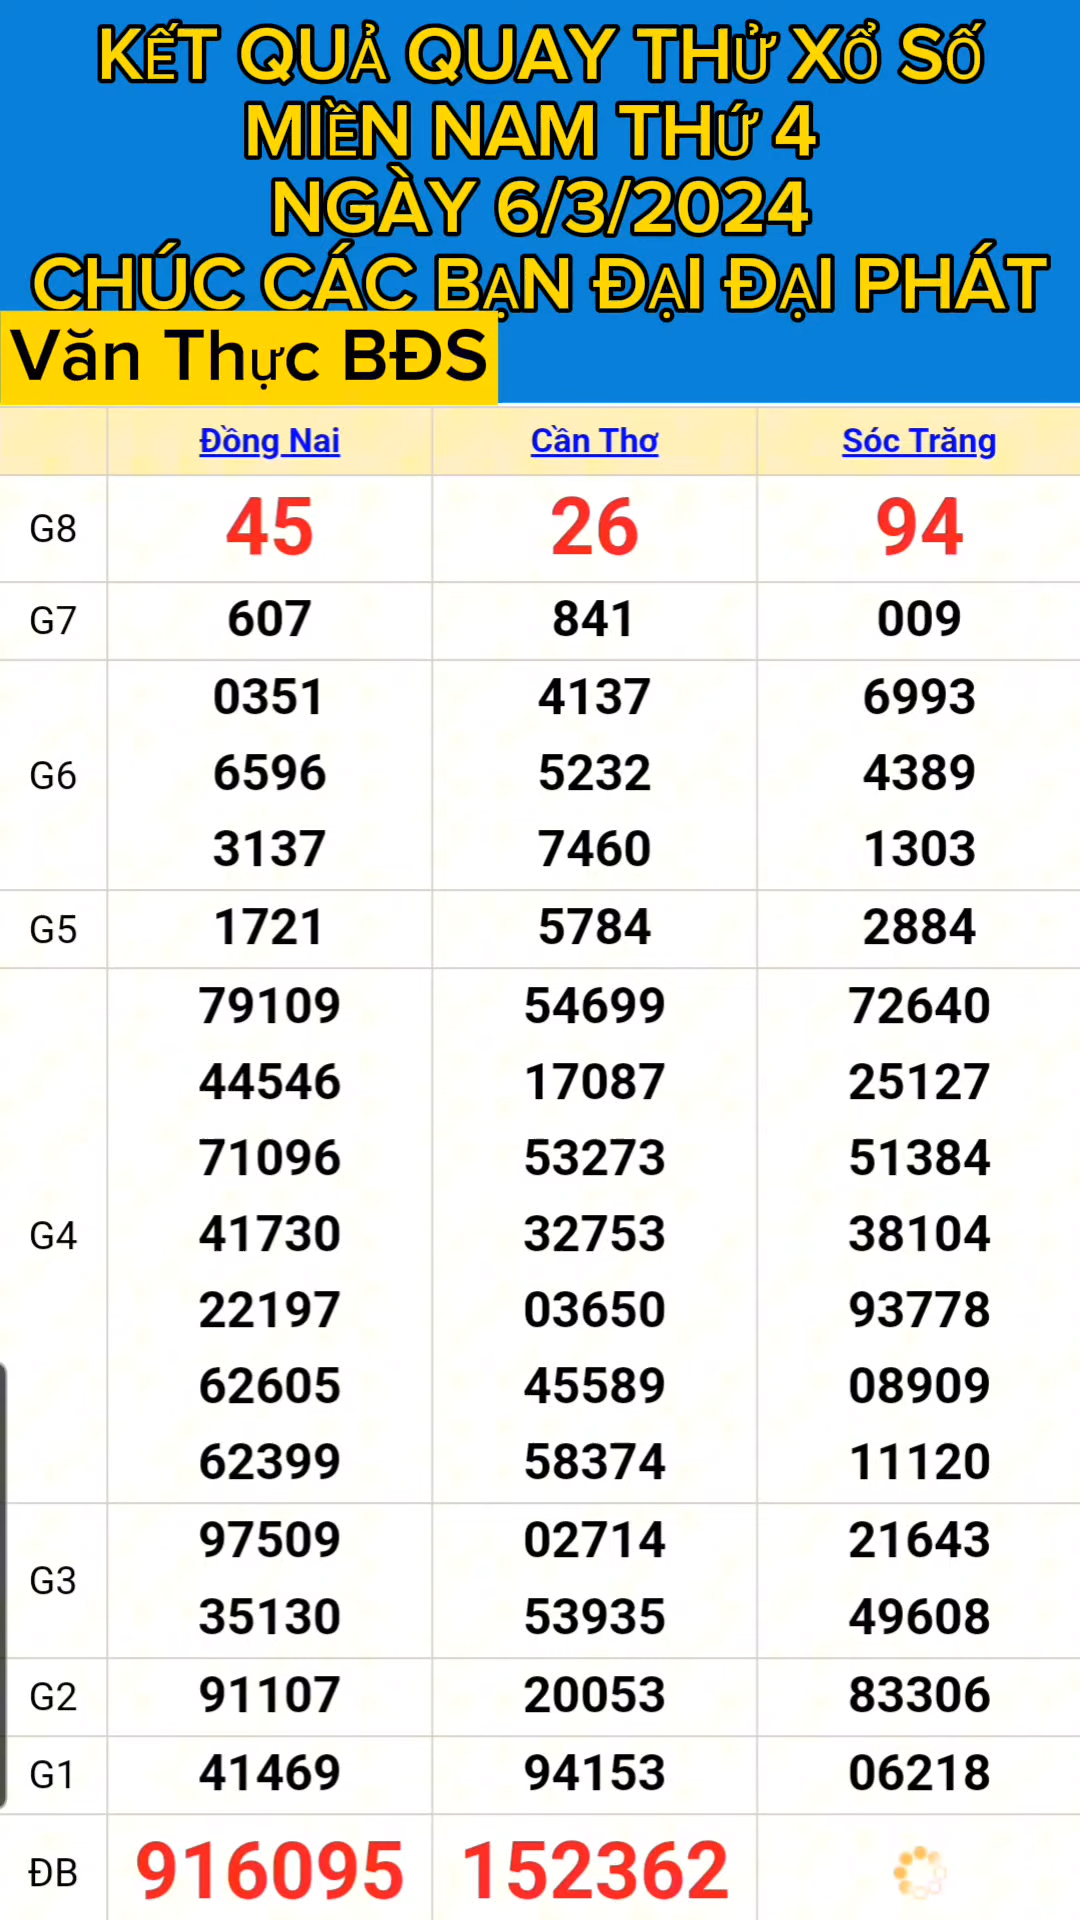 KẾT QUẢ QUAY THỬ XỔ SỐ
MIỀN NAM THỨ 4
NGÀY 6/3/2024
CHÚC CÁC BẠN ĐẠI ĐẠI PHÁT
Văn Thực BĐS
Đồng Nai Cần Thơ Sóc Trăng
G8 45 26 94
G7 607 841 009
0351 4137 6993
G6 6596 5232 4389
3137 7460 1303
G5 1721 5784 2884
79109 54699 72640
44546 17087 25127
71096 53273 51384
G4 41730 32753 38104
22197 03650 93778
62605 45589 08909
62399 58374 11120
G3
97509 02714 21643
35130 53935 49608
G2 91107 20053 83306
G1 41469 94153 06218
ĐB 916095 152362